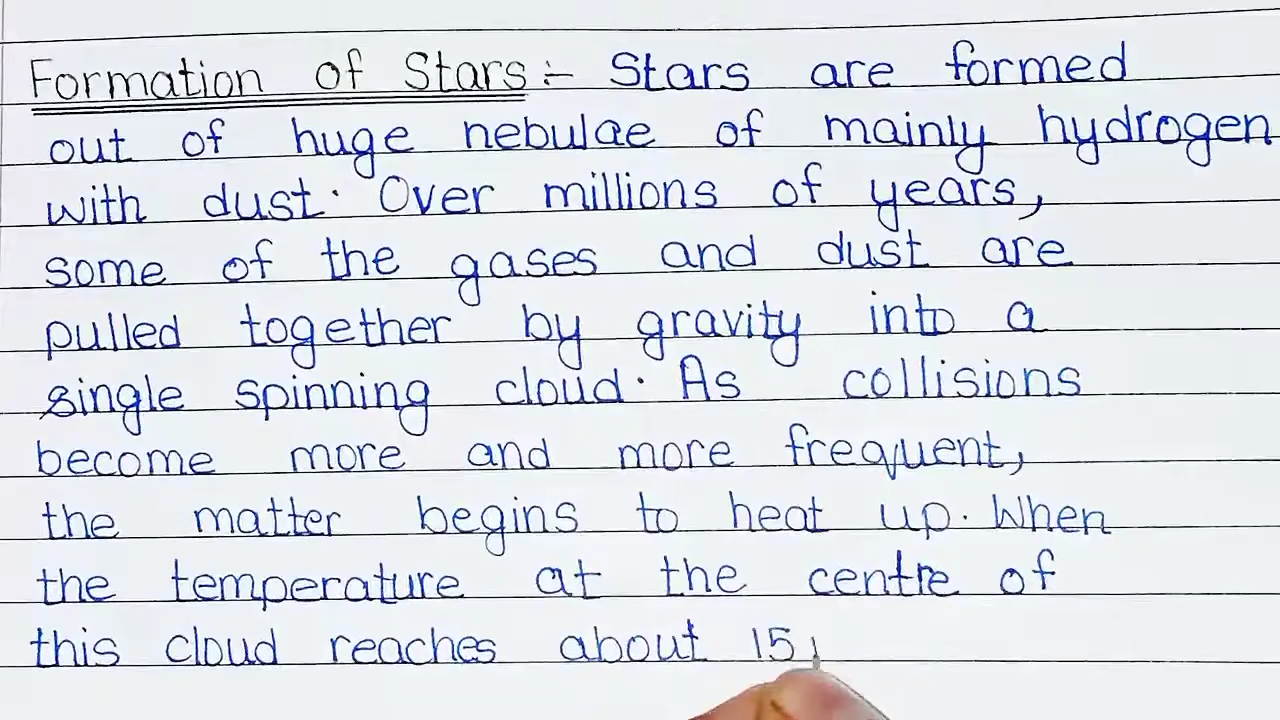 Formation of Stars :- Stars are formed
out of huge nebulae of mainly hydrogen
with dust. Over millions of years,
some of the gases and dust are
pulled together by gravity into a
single spinning cloud. As collisions
become more and more frequent,
the matter begins to heat up. When
the temperature at the centre of
this cloud reaches about 15